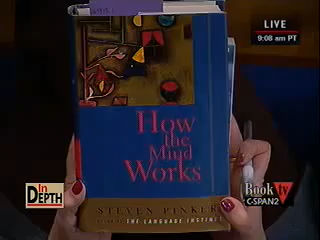 LIVE
9:08 am PT
How
the
Mind
Works
STEVEN PINKER
THE LANGUAGE INSTINCT
In
DEPTH
Book tv
C-SPAN2